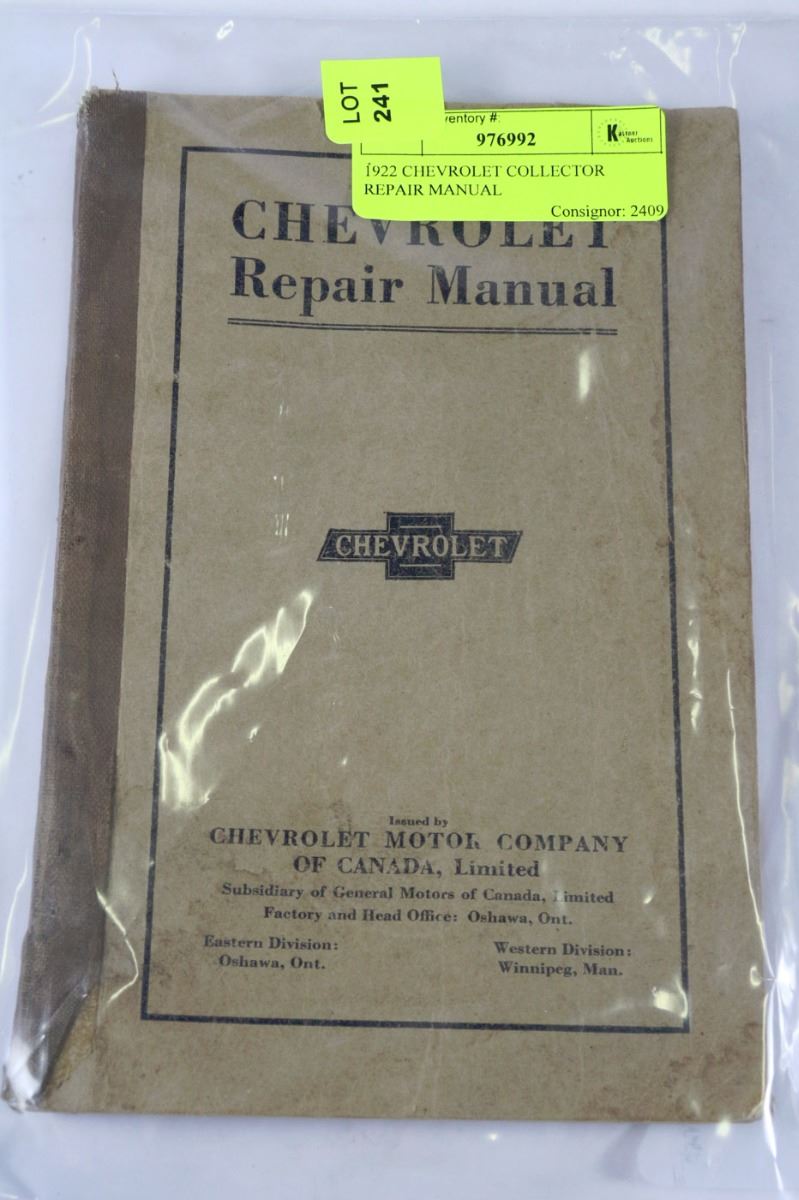 LOT
241
ventory #:
976992
Kastner
Auctions
1922 CHEVROLET COLLECTOR
REPAIR MANUAL
Consignor: 2409
CHEVROLET
Repair Manual
CHEVROLET
Issued by
CHEVROLET MOTOR COMPANY
OF CANADA, Limited
Subsidiary of General Motors of Canada, Limited
Factory and Head Office: Oshawa, Ont.
Eastern Division:
Oshawa, Ont.
Western Division:
Winnipeg, Man.